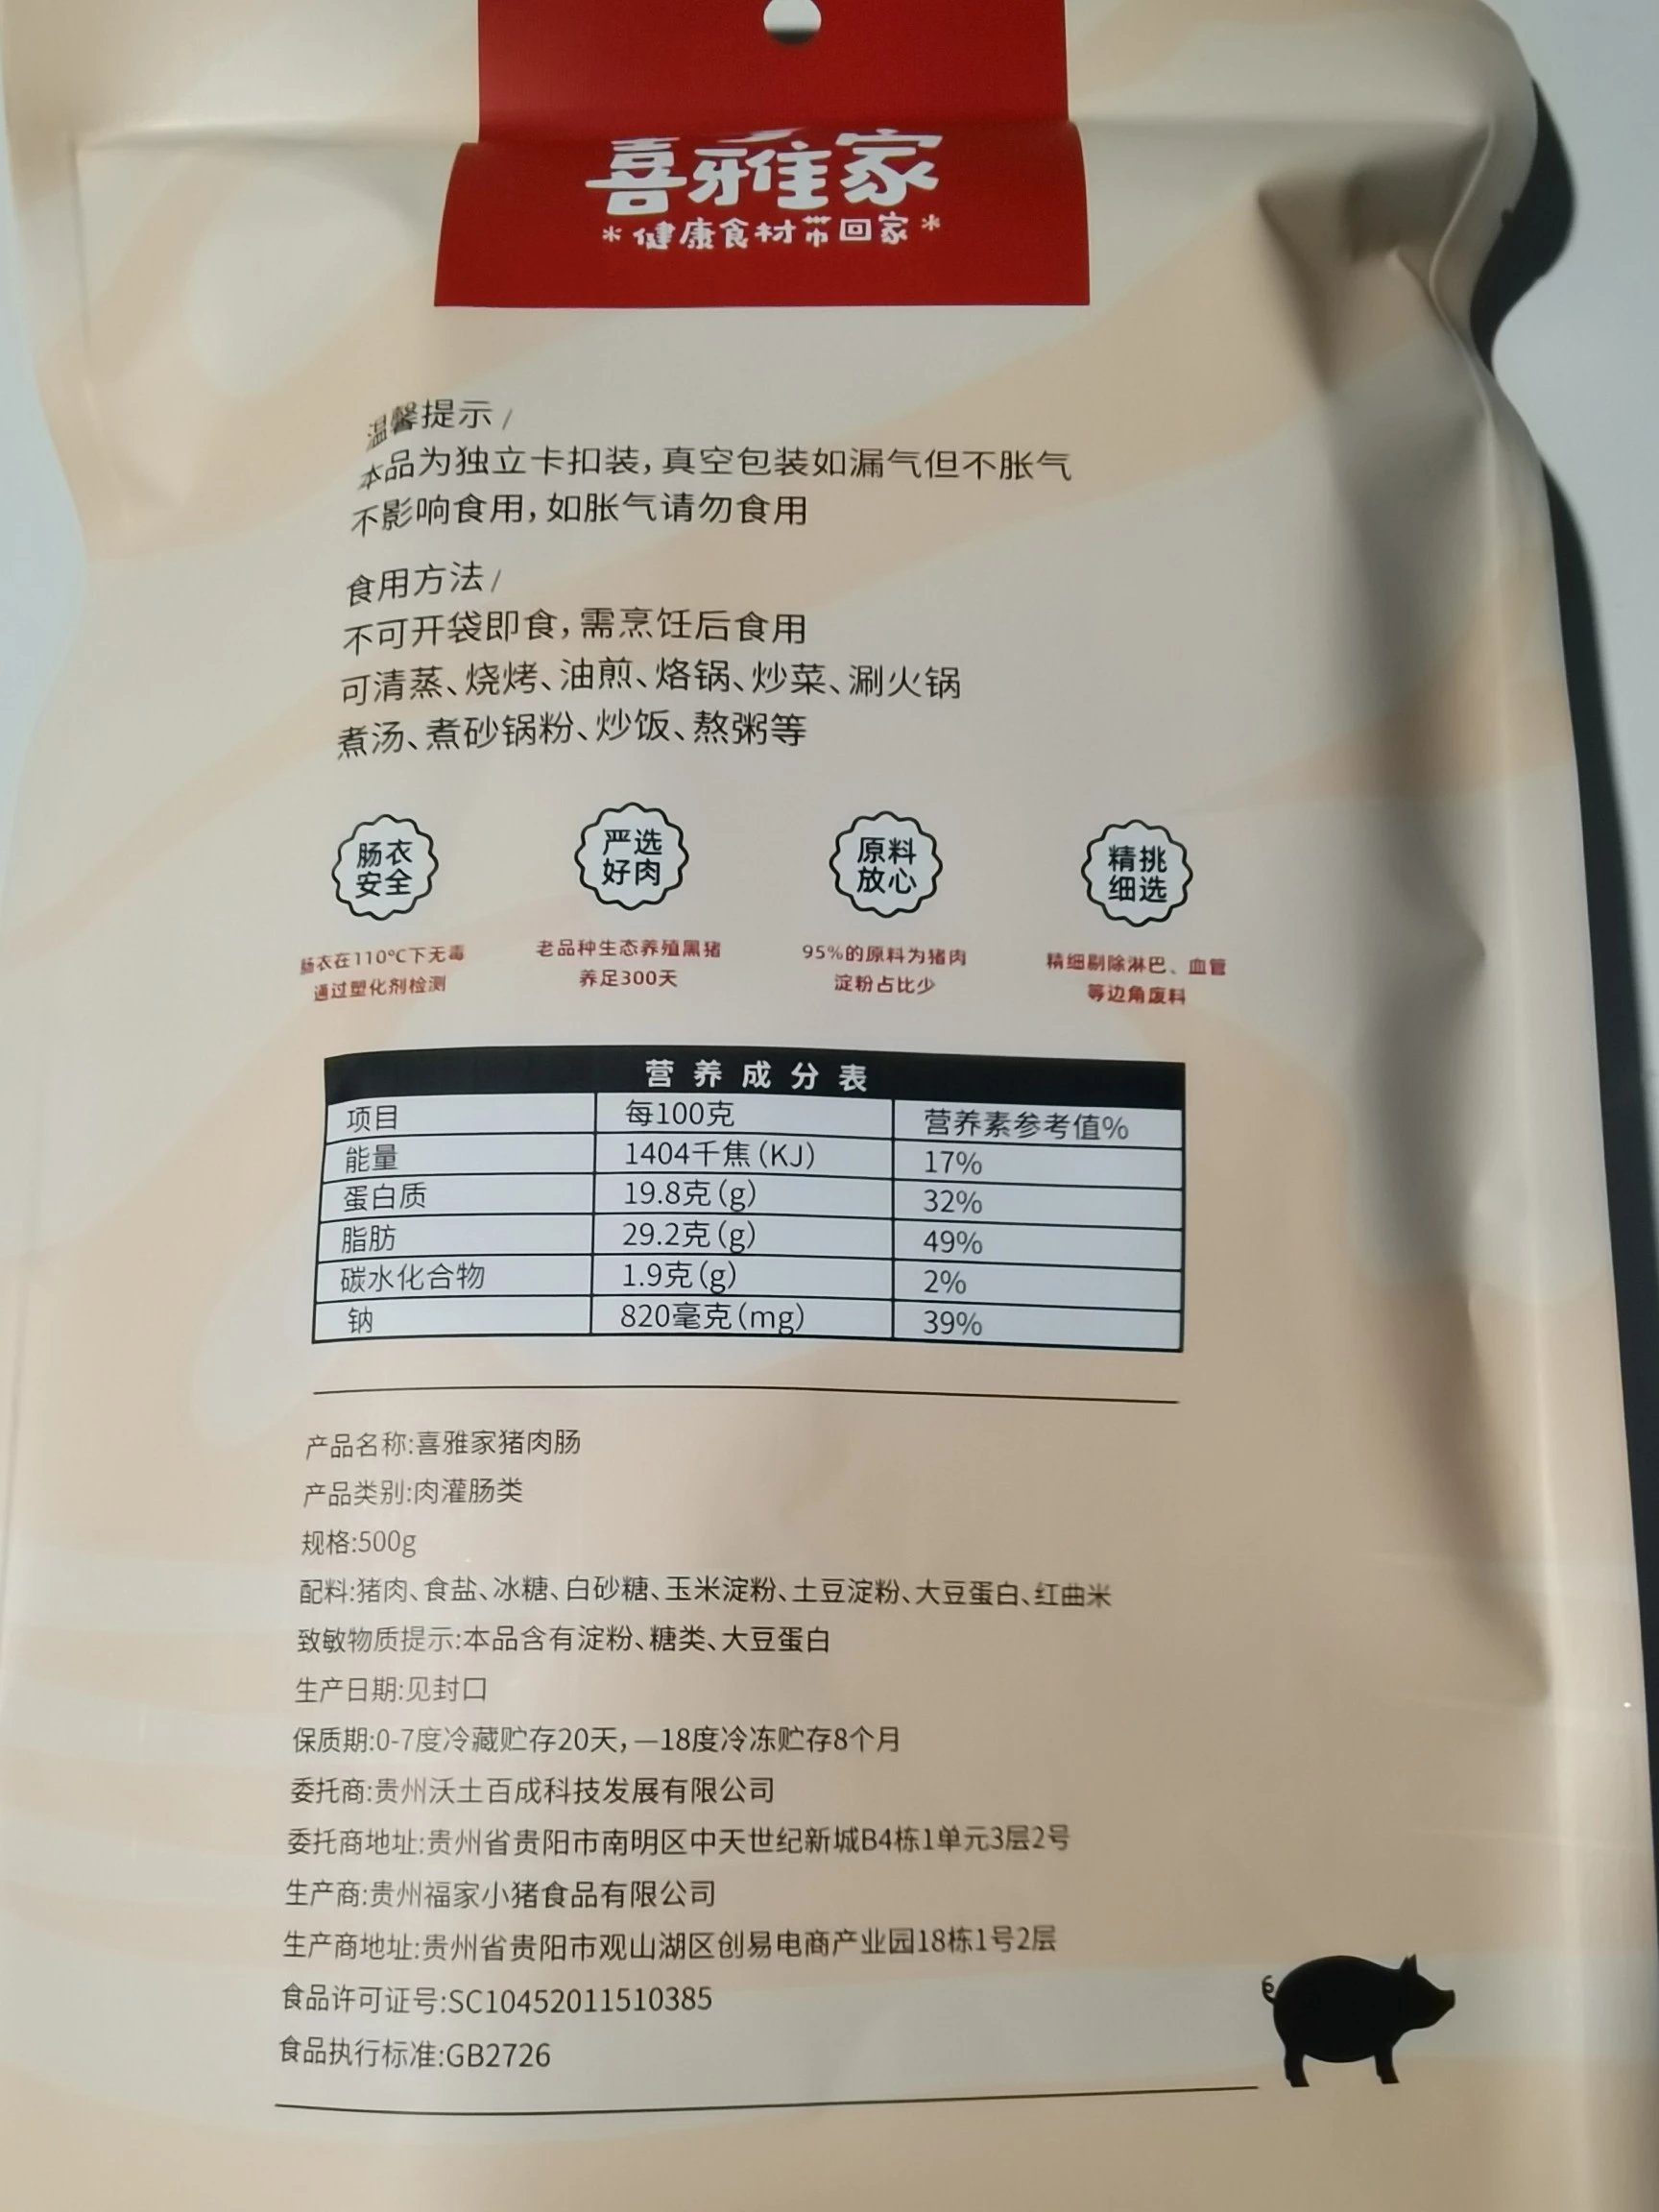 喜雅家
*健康食材带回家*
温馨提示/
本品为独立卡扣装,真空包装如漏气但不胀气
不影响食用,如胀气请勿食用
食用方法/
不可开袋即食,需烹饪后食用
可清蒸、烧烤、油煎、烙锅、炒菜、涮火锅
煮汤、煮砂锅粉、炒饭、熬粥等
肠衣
安全
严选
好肉
原料
放心
精挑
细选
肠衣在110℃下无毒
通过塑化剂检测
老品种生态养殖黑猪
养足300天
95%的原料为猪肉
淀粉占比少
精细剔除淋巴、血管
等边角废料
营养成分表
项目 每100克 营养素参考值%
能量 1404千焦(KJ) 17%
蛋白质 19.8克(g) 32%
脂肪 29.2克(g) 49%
碳水化合物 1.9克(g) 2%
钠 820毫克(mg) 39%
产品名称:喜雅家猪肉肠
产品类别:肉灌肠类
规格:500g
配料:猪肉、食盐、冰糖、白砂糖、玉米淀粉、土豆淀粉、大豆蛋白、红曲米
致敏物质提示:本品含有淀粉、糖类、大豆蛋白
生产日期:见封口
保质期:0-7度冷藏贮存20天,—18度冷冻贮存8个月
委托商:贵州沃土百成科技发展有限公司
委托商地址:贵州省贵阳市南明区中天世纪新城B4栋1单元3层2号
生产商:贵州福家小猪食品有限公司
生产商地址:贵州省贵阳市观山湖区创易电商产业园18栋1号2层
食品许可证号:SC10452011510385
食品执行标准:GB2726